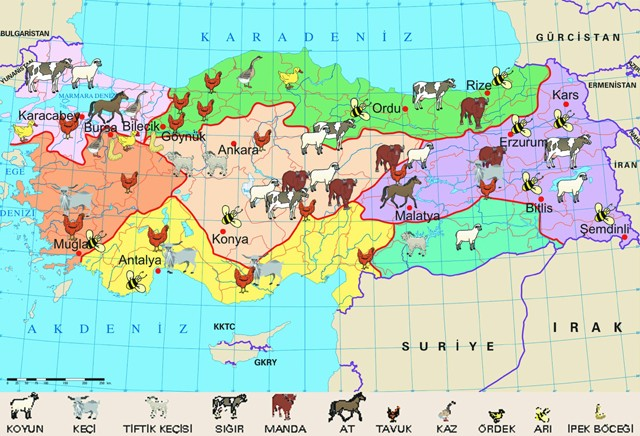 BULGARİSTAN
KARADENİZ
GÜRCİSTAN
YUNANİSTAN
MARMARA DENİZİ
ERMENİSTAN
Rize
Kars
Karacabey
Bursa
Bilecik
Göynük
Ordu
Ankara
Erzurum
İRAN
EGE
DENİZİ
Malatya
Bitlis
Muğla
Konya
Şemdinli
Antalya
AKDENİZ
KKTC
GKRY
SURİYE
IRAK
KOYUN
KEÇİ
TİFTİK KEÇİSİ
SIĞIR
MANDA
AT
TAVUK
KAZ
ÖRDEK
ARI
İPEK BÖCEĞİ